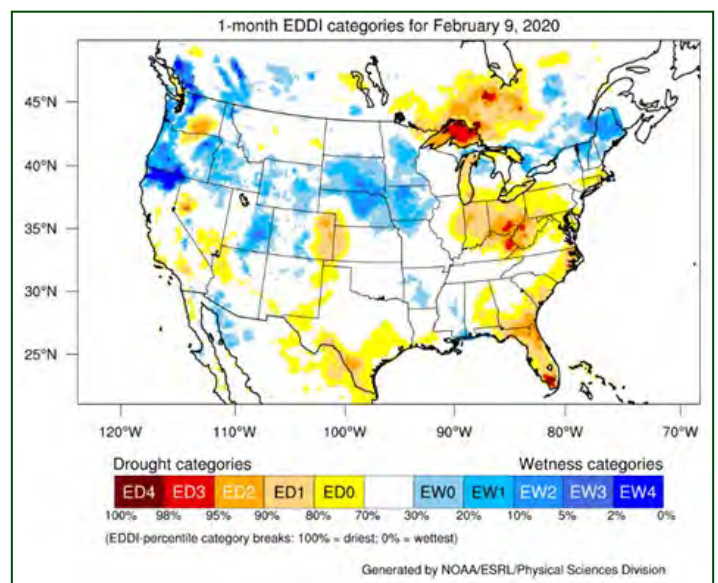 1-month EDDI categories for February 9, 2020
45°N
40°N
35°N
30°N
25°N
120°W 110°W 100°W 90°W 80°W 70°W
Drought categories Wetness categories
ED4 ED3 ED2 ED1 ED0 EW0 EW1 EW2 EW3 EW4
100% 98% 95% 90% 80% 70% 30% 20% 10% 5% 2% 0%
(EDDI-percentile category breaks: 100% = driest; 0% = wettest)
Generated by NOAA/ESRL/Physical Sciences Division